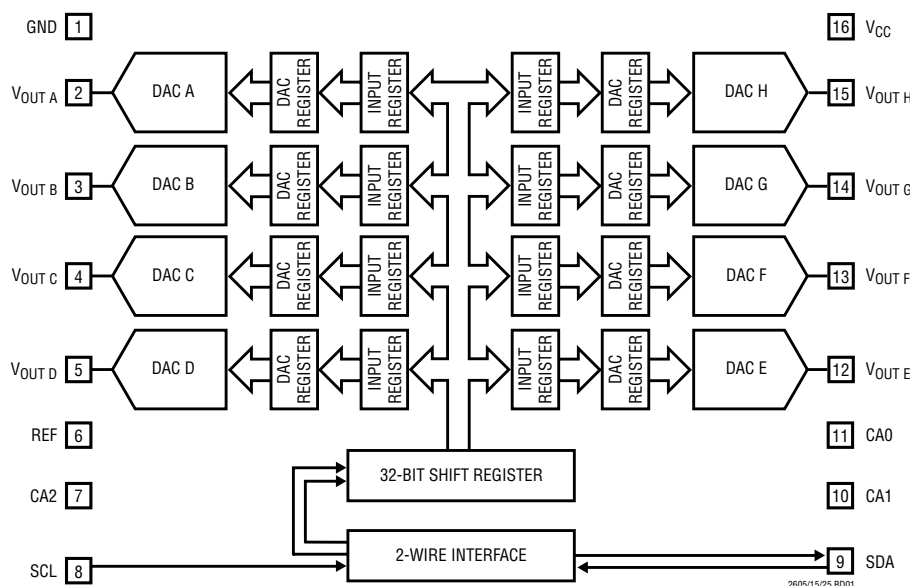 GND 1
16 VCC
VOUT A 2 DAC A DAC REGISTER INPUT REGISTER INPUT REGISTER DAC REGISTER DAC H 15 VOUT H
VOUT B 3 DAC B DAC REGISTER INPUT REGISTER INPUT REGISTER DAC REGISTER DAC G 14 VOUT G
VOUT C 4 DAC C DAC REGISTER INPUT REGISTER INPUT REGISTER DAC REGISTER DAC F 13 VOUT F
VOUT D 5 DAC D DAC REGISTER INPUT REGISTER INPUT REGISTER DAC REGISTER DAC E 12 VOUT E
REF 6
11 CA0
32-BIT SHIFT REGISTER
CA2 7
10 CA1
2-WIRE INTERFACE
SCL 8
9 SDA
2605/15/25 BD01